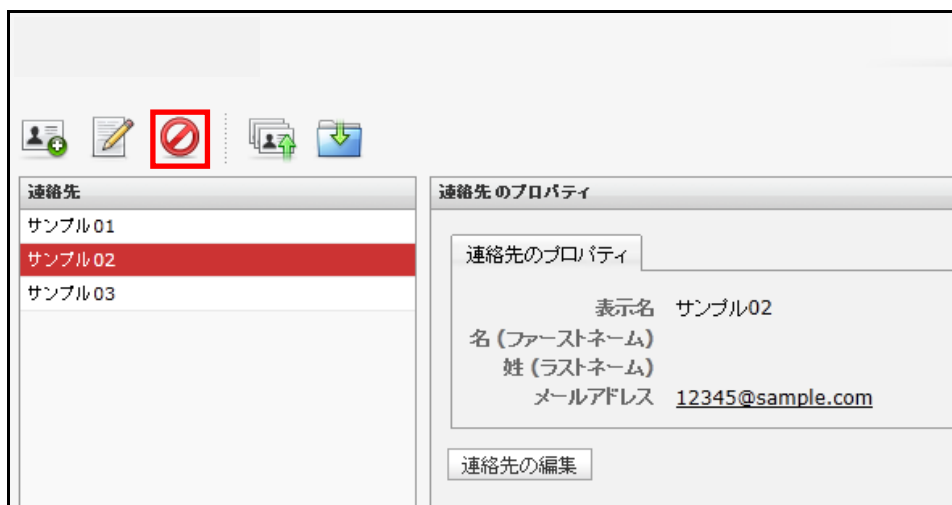 連絡先
サンプル01
サンプル02
サンプル03
連絡先のプロパティ
連絡先のプロパティ
表示名 サンプル02
名 (ファーストネーム)
姓 (ラストネーム)
メールアドレス 12345@sample.com
連絡先の編集